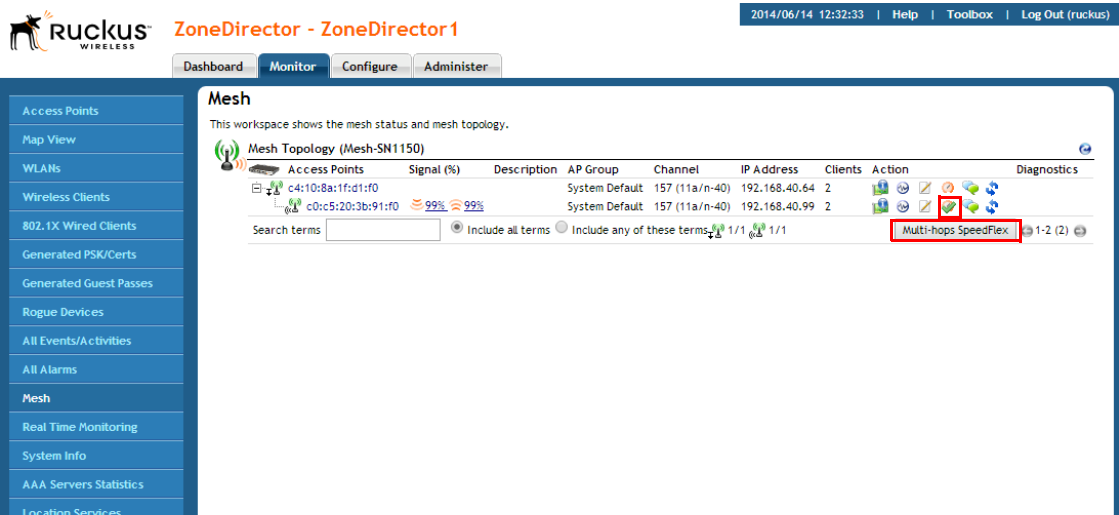 2014/06/14 12:32:33 | Help | Toolbox | Log Out (ruckus)
RUCKUS
WIRELESS
ZoneDirector - ZoneDirector1
Dashboard Monitor Configure Administer
Access Points
Map View
WLANs
Wireless Clients
802.1X Wired Clients
Generated PSK/Certs
Generated Guest Passes
Rogue Devices
All Events/Activities
All Alarms
Mesh
Real Time Monitoring
System Info
AAA Servers Statistics
Location Services
Mesh
This workspace shows the mesh status and mesh topology.
Mesh Topology (Mesh-SN1150)
Access Points Signal (%) Description AP Group Channel IP Address Clients Action Diagnostics
c4:10:8a:1f:d1:f0 System Default 157 (11a/n-40) 192.168.40.64 2
c0:c5:20:3b:91:f0 99% 99% System Default 157 (11a/n-40) 192.168.40.99 2
Search terms Include all terms Include any of these terms 1/1 1/1 Multi-hops SpeedFlex 1-2 (2)